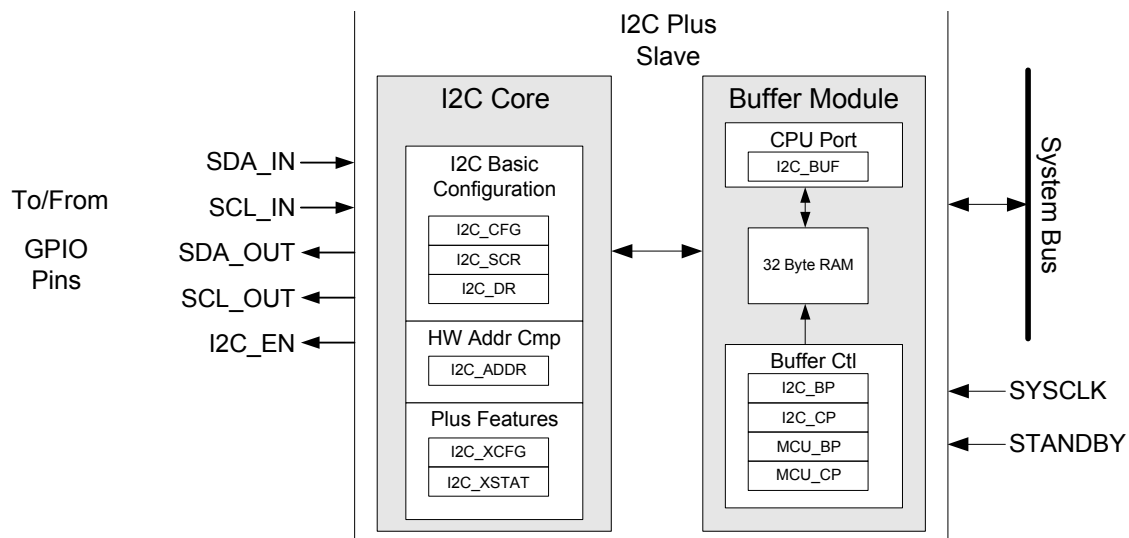 I2C Plus
Slave
I2C Core
Buffer Module
CPU Port
I2C_BUF
I2C Basic
Configuration
I2C_CFG
I2C_SCR
I2C_DR
32 Byte RAM
HW Addr Cmp
I2C_ADDR
Plus Features
I2C_XCFG
I2C_XSTAT
Buffer Ctl
I2C_BP
I2C_CP
MCU_BP
MCU_CP
To/From
GPIO
Pins
SDA_IN
SCL_IN
SDA_OUT
SCL_OUT
I2C_EN
System Bus
SYSCLK
STANDBY